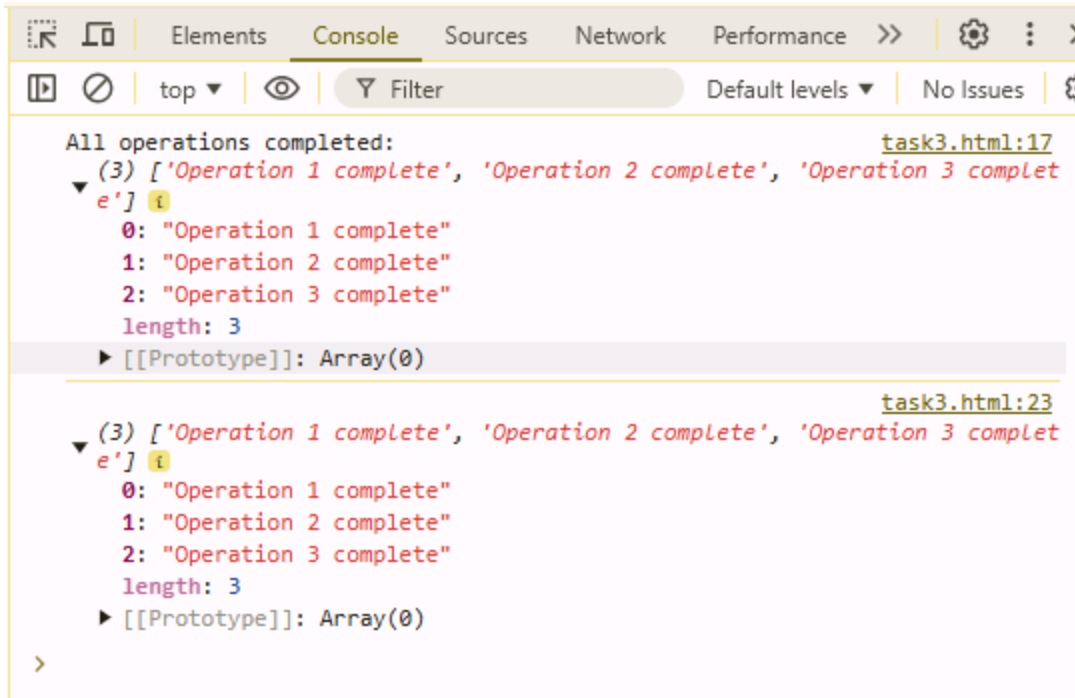 Elements Console Sources Network Performance
top Filter Default levels No Issues
All operations completed: task3.html:17
(3) ['Operation 1 complete', 'Operation 2 complete', 'Operation 3 complet
e'] i
0: "Operation 1 complete"
1: "Operation 2 complete"
2: "Operation 3 complete"
length: 3
[[Prototype]]: Array(0)
task3.html:23
(3) ['Operation 1 complete', 'Operation 2 complete', 'Operation 3 complet
e'] i
0: "Operation 1 complete"
1: "Operation 2 complete"
2: "Operation 3 complete"
length: 3
[[Prototype]]: Array(0)